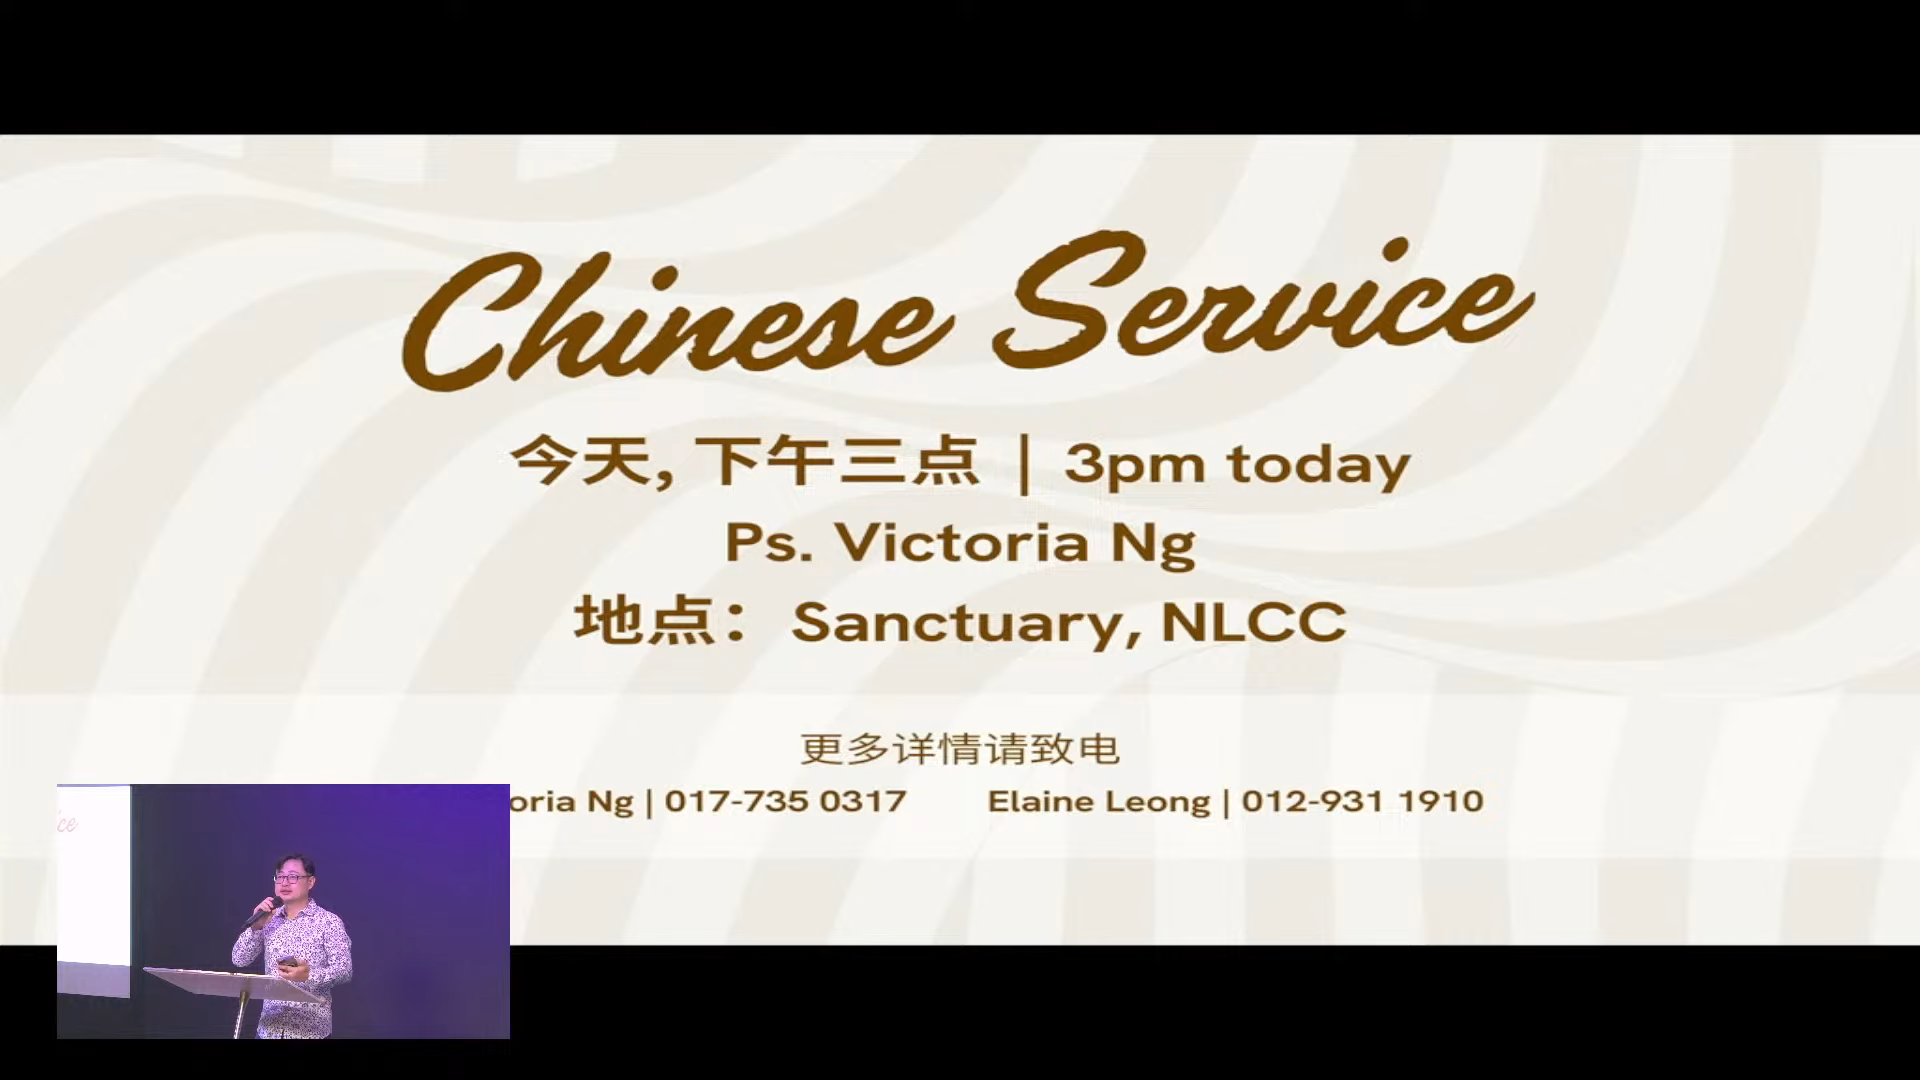 Chinese Service
今天, 下午三点 | 3pm today
Ps. Victoria Ng
地点：Sanctuary, NLCC
更多详情请致电
oria Ng | 017-735 0317 Elaine Leong | 012-931 1910
ice